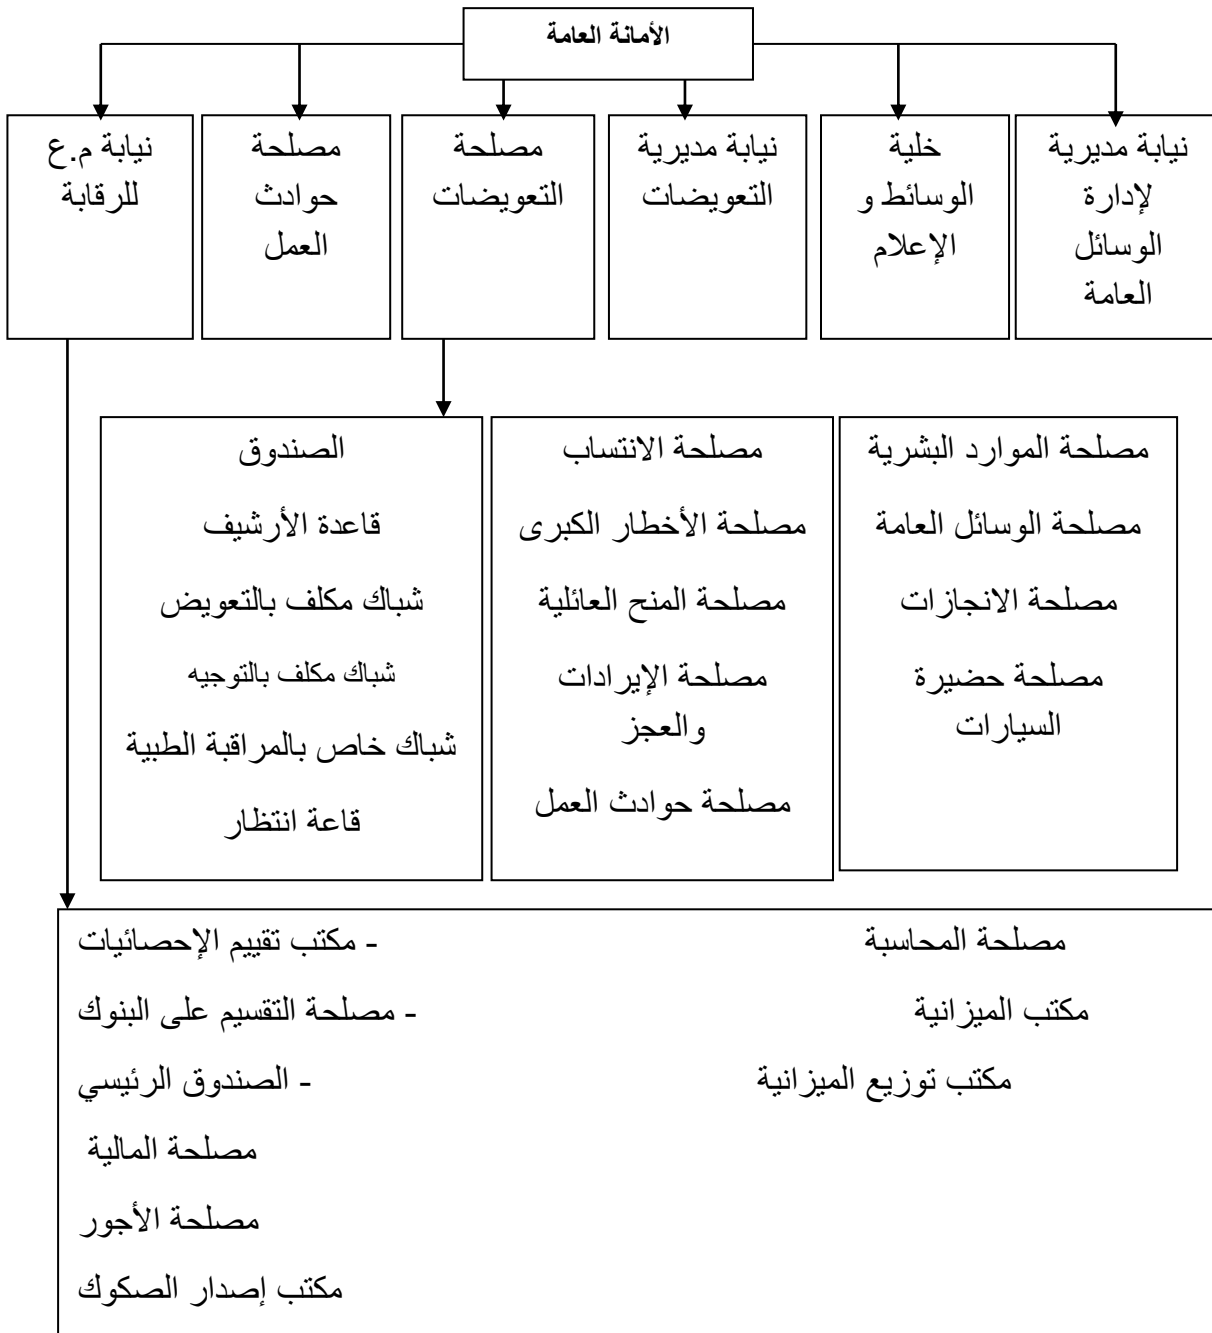 الأمانة العامة
نيابة مديرية
لإدارة
الوسائل
العامة
خلية
الوسائط و
الإعلام
نيابة مديرية
التعويضات
مصلحة
التعويضات
مصلحة
حوادث
العمل
نيابة م.ع
للرقابة
مصلحة الموارد البشرية
مصلحة الوسائل العامة
مصلحة الانجازات
مصلحة حضيرة
السيارات
مصلحة الانتساب
مصلحة الأخطار الكبرى
مصلحة المنح العائلية
مصلحة الإيرادات
والعجز
مصلحة حوادث العمل
الصندوق
قاعدة الأرشيف
شباك مكلف بالتعويض
شباك مكلف بالتوجيه
شباك خاص بالمراقبة الطبية
قاعة انتظار
مصلحة المحاسبة
مكتب الميزانية
مكتب توزيع الميزانية
- مكتب تقييم الإحصائيات
- مصلحة التقسيم على البنوك
- الصندوق الرئيسي
مصلحة المالية
مصلحة الأجور
مكتب إصدار الصكوك